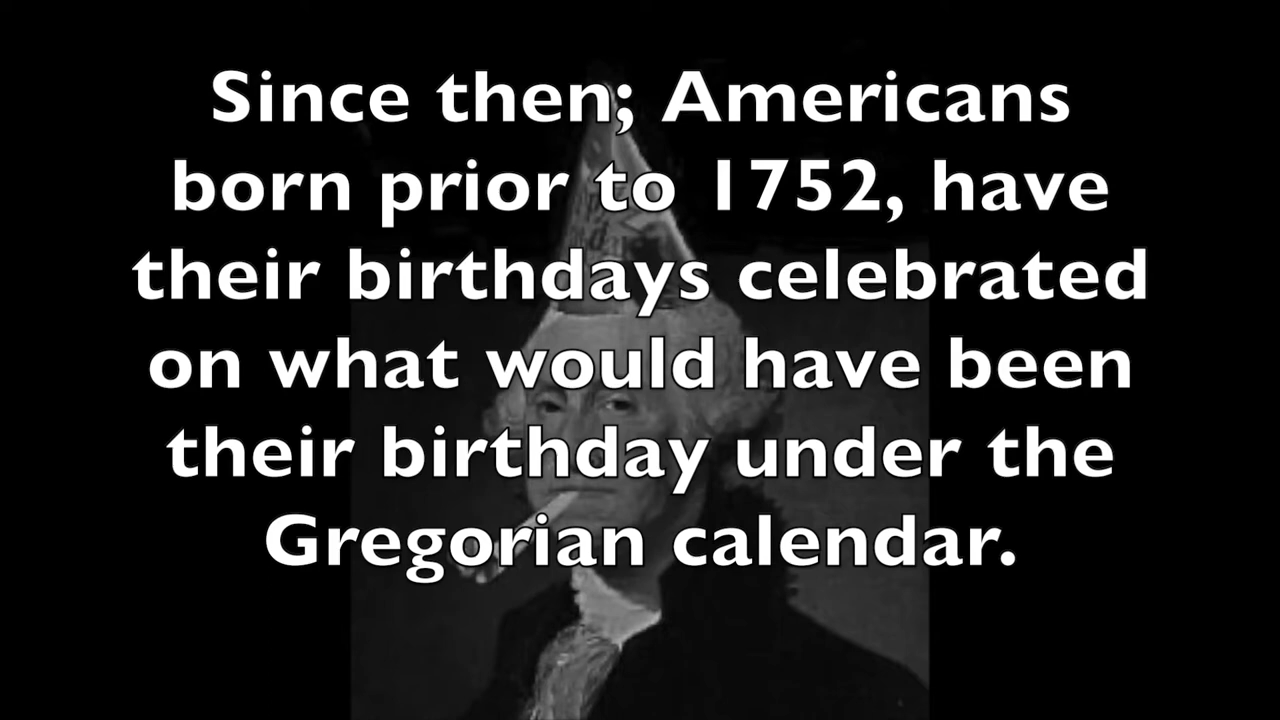 Since then; Americans
born prior to 1752, have
their birthdays celebrated
on what would have been
their birthday under the
Gregorian calendar.